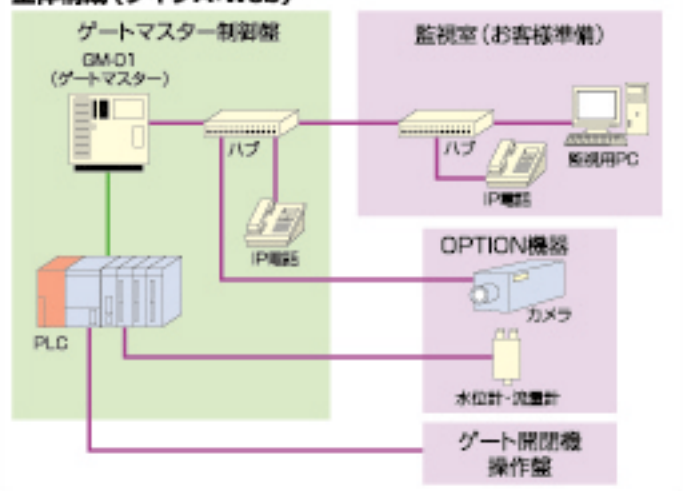 ゲートマスター制御盤
GM-D1
(ゲートマスター)
ハブ
IP電話
PLC
監視室(お客様準備)
ハブ
IP電話
監視用PC
OPTION機器
カメラ
水位計・流量計
ゲート開閉機
操作盤